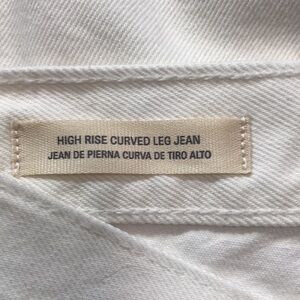 HIGH RISE CURVED LEG JEAN
JEAN DE PIERNA CURVA DE TIRO ALTO